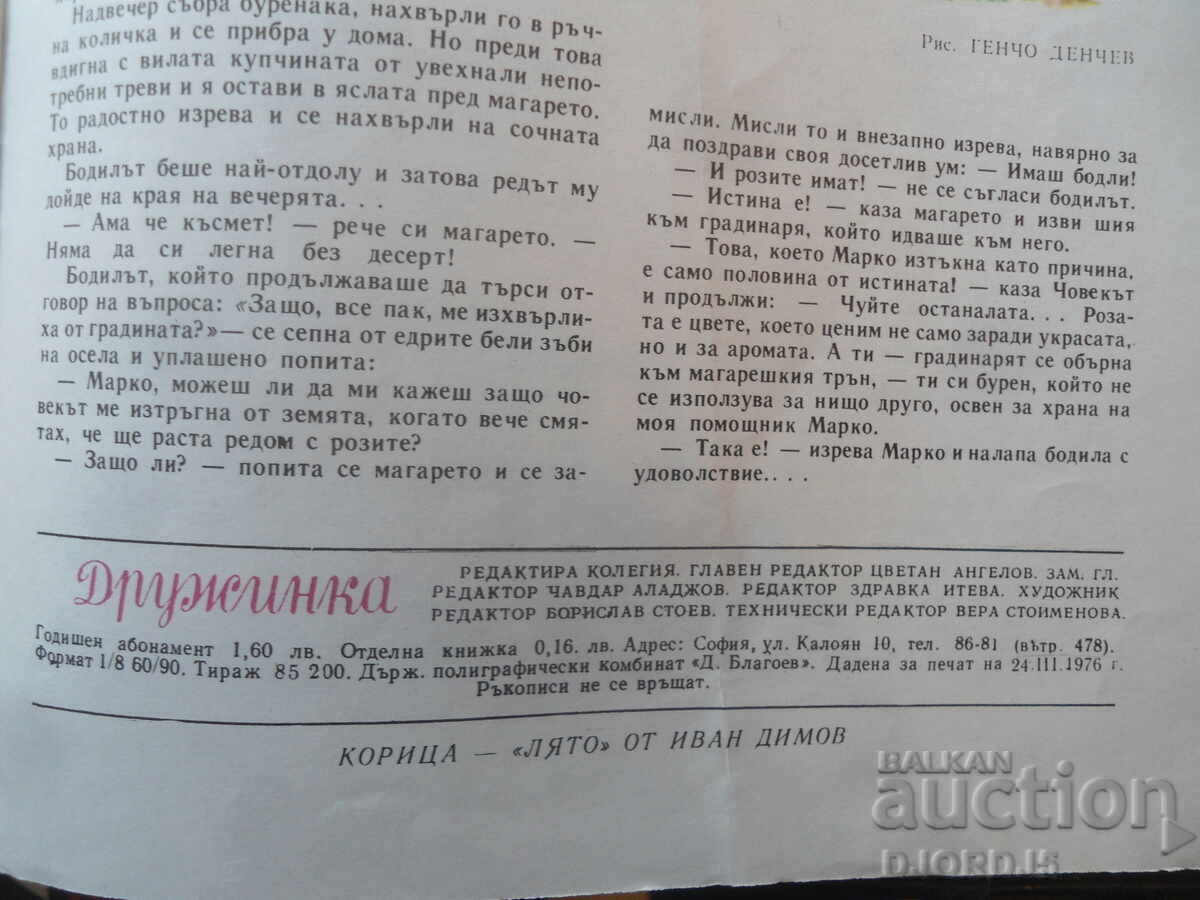 Надвечер събра буренака, нахвърли го в ръч-
на количка и се прибра у дома. Но преди това
вдигна с вилата купчината от увехнали непо-
требни треви и я остави в яслата пред магарето.
То радостно изрева и се нахвърли на сочната
храна.
Бодилът беше най-отдолу и затова редът му
дойде на края на вечерята. . .
— Ама че късмет! — рече си магарето. —
Няма да си легна без десерт!
Бодилът, който продължаваше да търси от-
говор на въпроса: «Защо, все пак, ме изхвърли-
ха от градината?» — се сепна от едрите бели зъби
на осела и уплашено попита:
— Марко, можеш ли да ми кажеш защо чо-
векът ме изтръгна от земята, когато вече смя-
тах, че ще раста редом с розите?
— Защо ли? — попита се магарето и се за-
Рис. ГЕНЧО ДЕНЧЕВ
мисли. Мисли то и внезапно изрева, навярно за
да поздрави своя досетлив ум: — Имаш бодли!
— И розите имат! — не се съгласи бодилът.
— Истина е! — каза магарето и изви шия
към градинаря, който идваше към него.
— Това, което Марко изтъкна като причина,
е само половина от истината! — каза Човекът
и продължи: — Чуйте останалата. . . Роза-
та е цвете, което ценим не само заради украсата,
но и за аромата. А ти — градинарят се обърна
към магарешкия трън, — ти си бурен, който не
се използува за нищо друго, освен за храна на
моя помощник Марко.
— Така е! — изрева Марко и налапа бодила с
удоволствие. . . .
Дружинка
РЕДАКТИРА КОЛЕГИЯ. ГЛАВЕН РЕДАКТОР ЦВЕТАН АНГЕЛОВ. ЗАМ. ГЛ.
РЕДАКТОР ЧАВДАР АЛАДЖОВ. РЕДАКТОР ЗДРАВКА ИТЕВА. ХУДОЖНИК
РЕДАКТОР БОРИСЛАВ СТОЕВ. ТЕХНИЧЕСКИ РЕДАКТОР ВЕРА СТОИМЕНОВА.
Годишен абонамент 1,60 лв. Отделна книжка 0,16 лв. Адрес: София, ул. Калоян 10, тел. 86-81 (вътр. 478).
Формат 1/8 60/90. Тираж 85 200. Държ. полиграфически комбинат «Д. Благоев». Дадена за печат на 24.III.1976 г.
Ръкописи не се връщат.
КОРИЦА — «ЛЯТО» ОТ ИВАН ДИМОВ
BALKAN
auction
DJORD.15